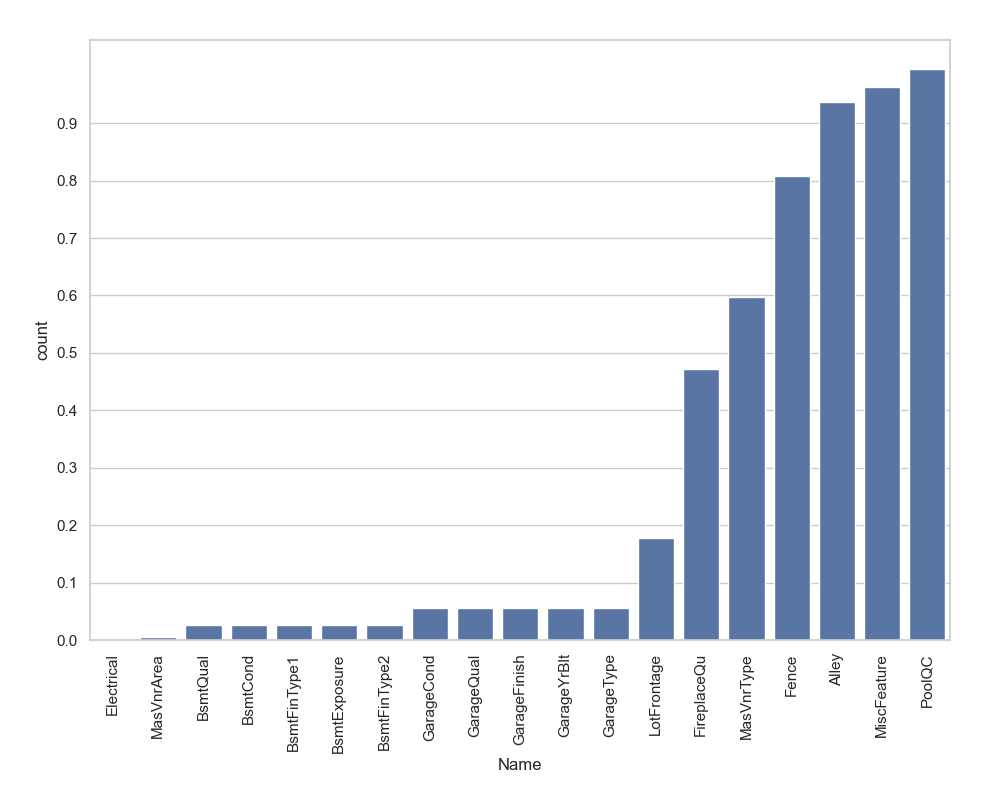 0.9
0.8
0.7
0.6
0.5
0.4
0.3
0.2
0.1
0.0
count
Electrical
MasVnrArea
BsmtQual
BsmtCond
BsmtFinType1
BsmtExposure
BsmtFinType2
GarageCond
GarageQual
GarageFinish
GarageYrBlt
GarageType
LotFrontage
FireplaceQu
MasVnrType
Fence
Alley
MiscFeature
PoolQC
Name